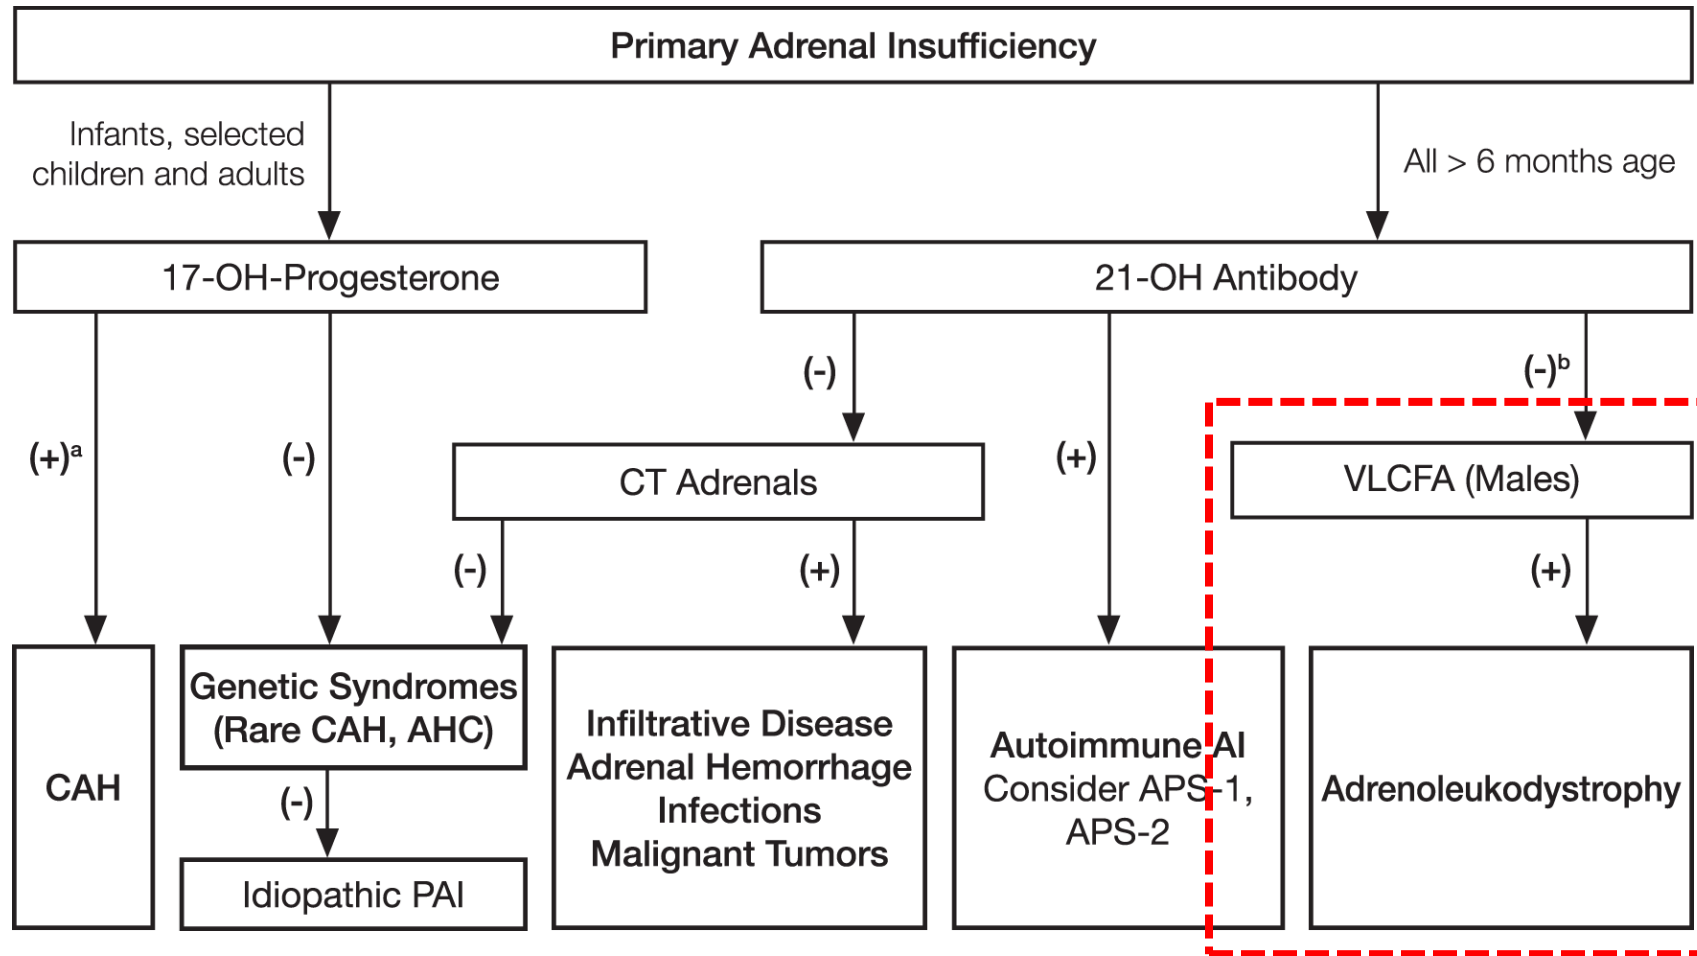 Primary Adrenal Insufficiency
Infants, selected
children and adults
All > 6 months age
17-OH-Progesterone
21-OH Antibody
(-)
(-)ᵇ
(+)ᵃ
(-)
(+)
CT Adrenals
VLCFA (Males)
(-)
(+)
(+)
CAH
Genetic Syndromes
(Rare CAH, AHC)
(-)
Idiopathic PAI
Infiltrative Disease
Adrenal Hemorrhage
Infections
Malignant Tumors
Autoimmune AI
Consider APS-1,
APS-2
Adrenoleukodystrophy